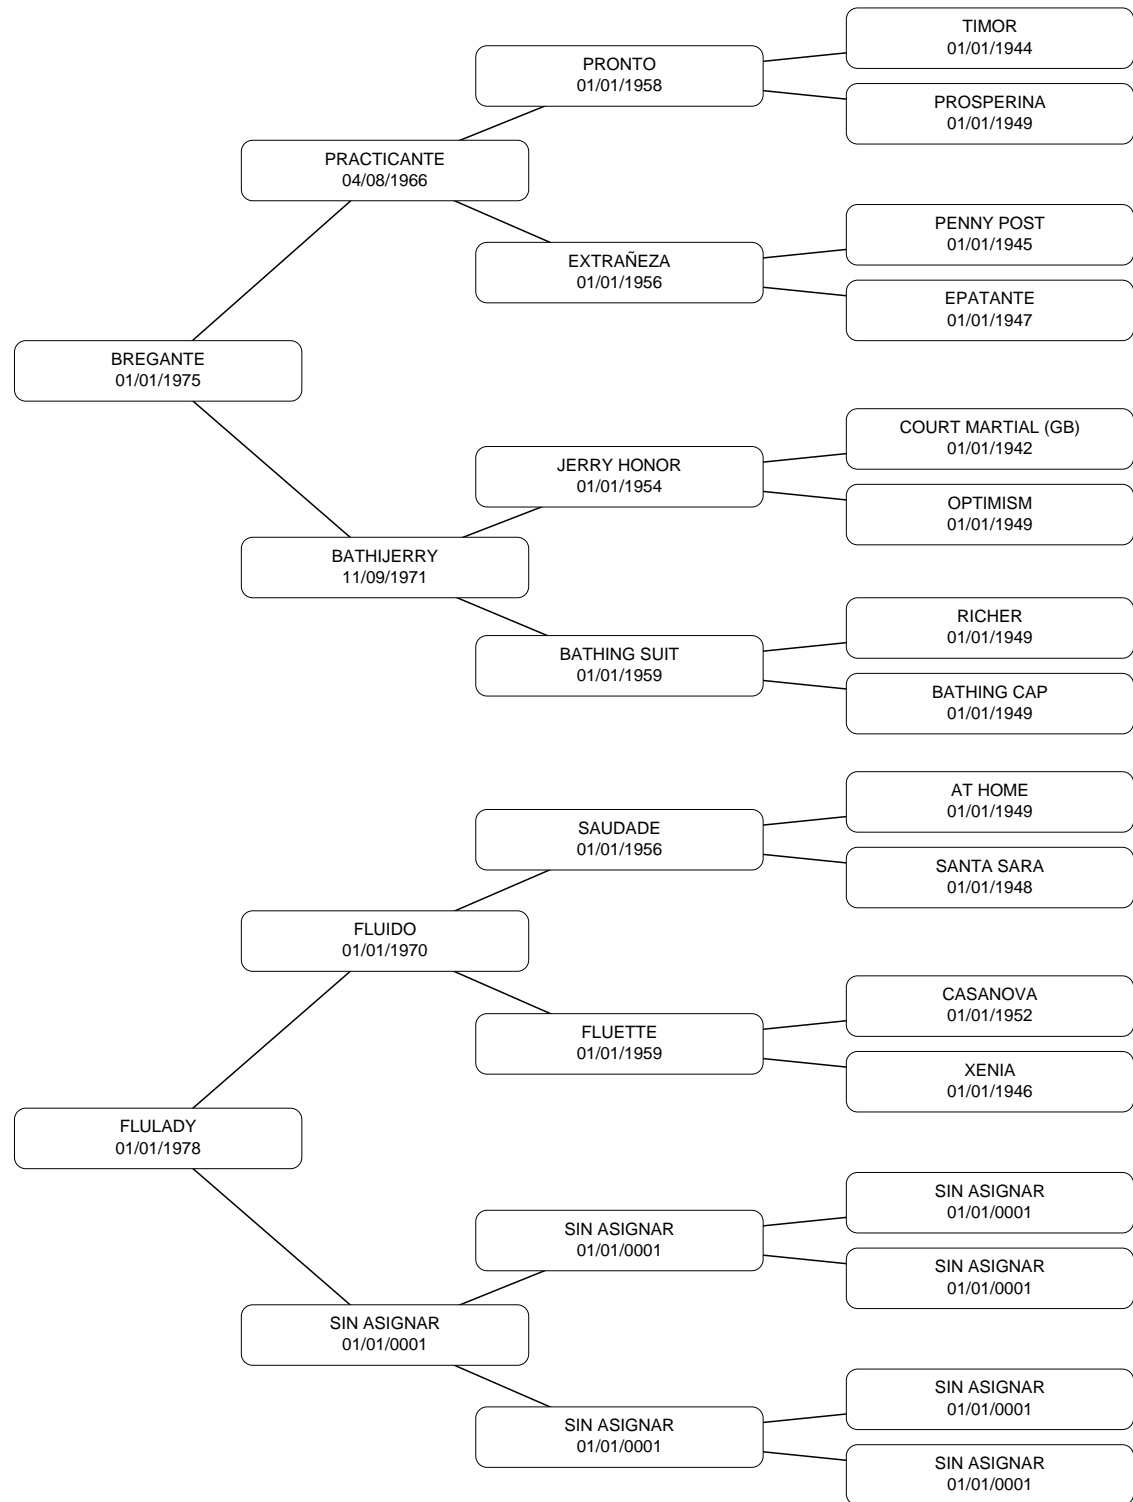 TIMOR
01/01/1944
PRONTO
01/01/1958
PROSPERINA
01/01/1949
PRACTICANTE
04/08/1966
PENNY POST
01/01/1945
EXTRAÑEZA
01/01/1956
EPATANTE
01/01/1947
BREGANTE
01/01/1975
COURT MARTIAL (GB)
01/01/1942
JERRY HONOR
01/01/1954
OPTIMISM
01/01/1949
BATHIJERRY
11/09/1971
RICHER
01/01/1949
BATHING SUIT
01/01/1959
BATHING CAP
01/01/1949
AT HOME
01/01/1949
SAUDADE
01/01/1956
SANTA SARA
01/01/1948
FLUIDO
01/01/1970
CASANOVA
01/01/1952
FLUETTE
01/01/1959
XENIA
01/01/1946
FLULADY
01/01/1978
SIN ASIGNAR
01/01/0001
SIN ASIGNAR
01/01/0001
SIN ASIGNAR
01/01/0001
SIN ASIGNAR
01/01/0001
SIN ASIGNAR
01/01/0001
SIN ASIGNAR
01/01/0001
SIN ASIGNAR
01/01/0001